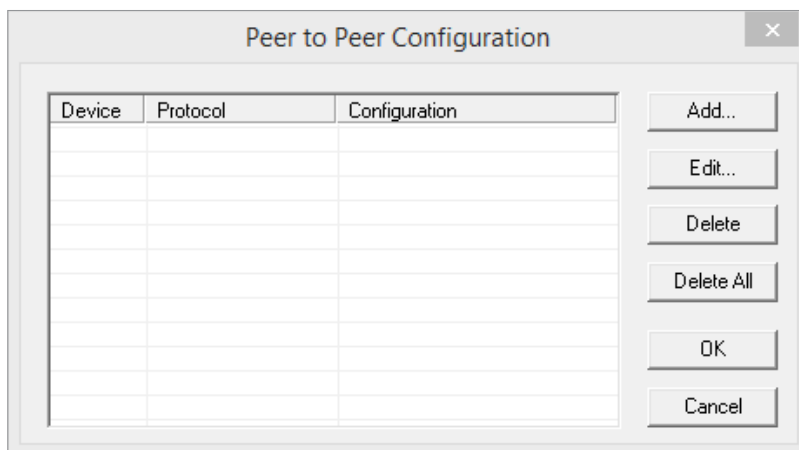 Peer to Peer Configuration
Device Protocol Configuration
Add...
Edit...
Delete
Delete All
OK
Cancel